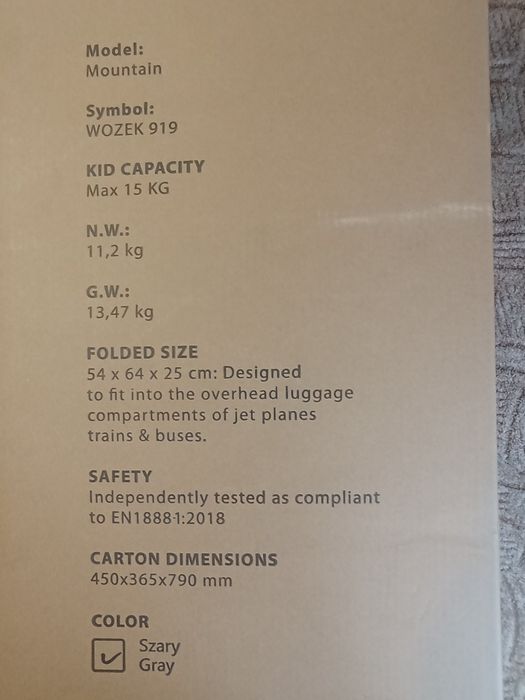 Model:
Mountain
Symbol:
WOZEK 919
KID CAPACITY
Max 15 KG
N.W.:
11,2 kg
G.W.:
13,47 kg
FOLDED SIZE
54 x 64 x 25 cm: Designed
to fit into the overhead luggage
compartments of jet planes
trains & buses.
SAFETY
Independently tested as compliant
to EN1888-1:2018
CARTON DIMENSIONS
450x365x790 mm
COLOR
Szary
Gray